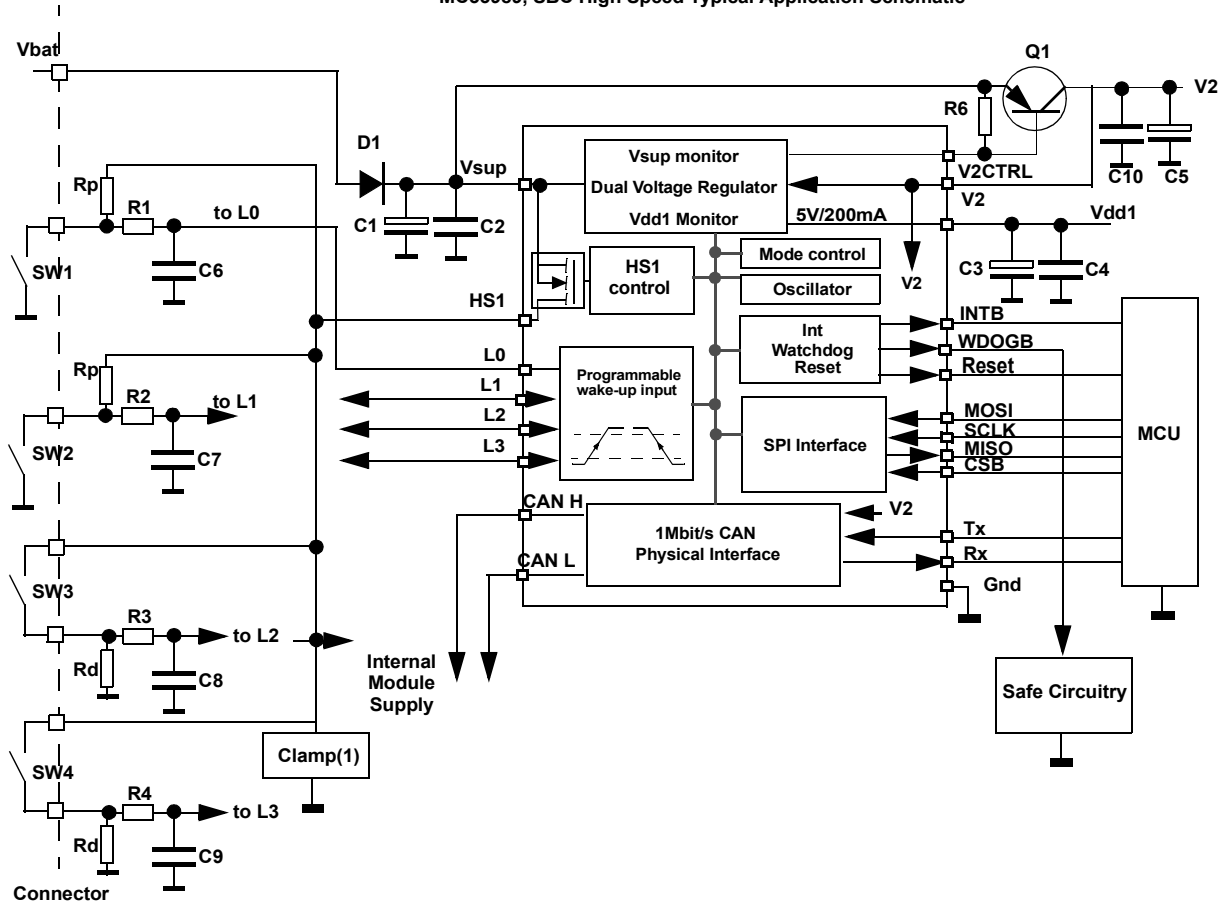 Vbat
Q1
V2
R6
D1
Vsup
Vsup monitor
Dual Voltage Regulator
Vdd1 Monitor
V2CTRL
V2
C10
C5
Rp
R1
to L0
C1
C2
5V/200mA
Vdd1
SW1
C6
HS1
control
Mode control
Oscillator
V2
C3
C4
HS1
INTB
Int
Watchdog
Reset
WDOGB
Reset
L0
Programmable
wake-up input
Rp
R2
to L1
L1
L2
L3
MOSI
SCLK
MISO
CSB
MCU
SPI Interface
SW2
C7
CAN H
V2
1Mbit/s CAN
Physical Interface
Tx
Rx
CAN L
Gnd
SW3
R3
to L2
Rd
C8
Internal
Module
Supply
Safe Circuitry
Clamp(1)
SW4
R4
to L3
Rd
C9
Connector